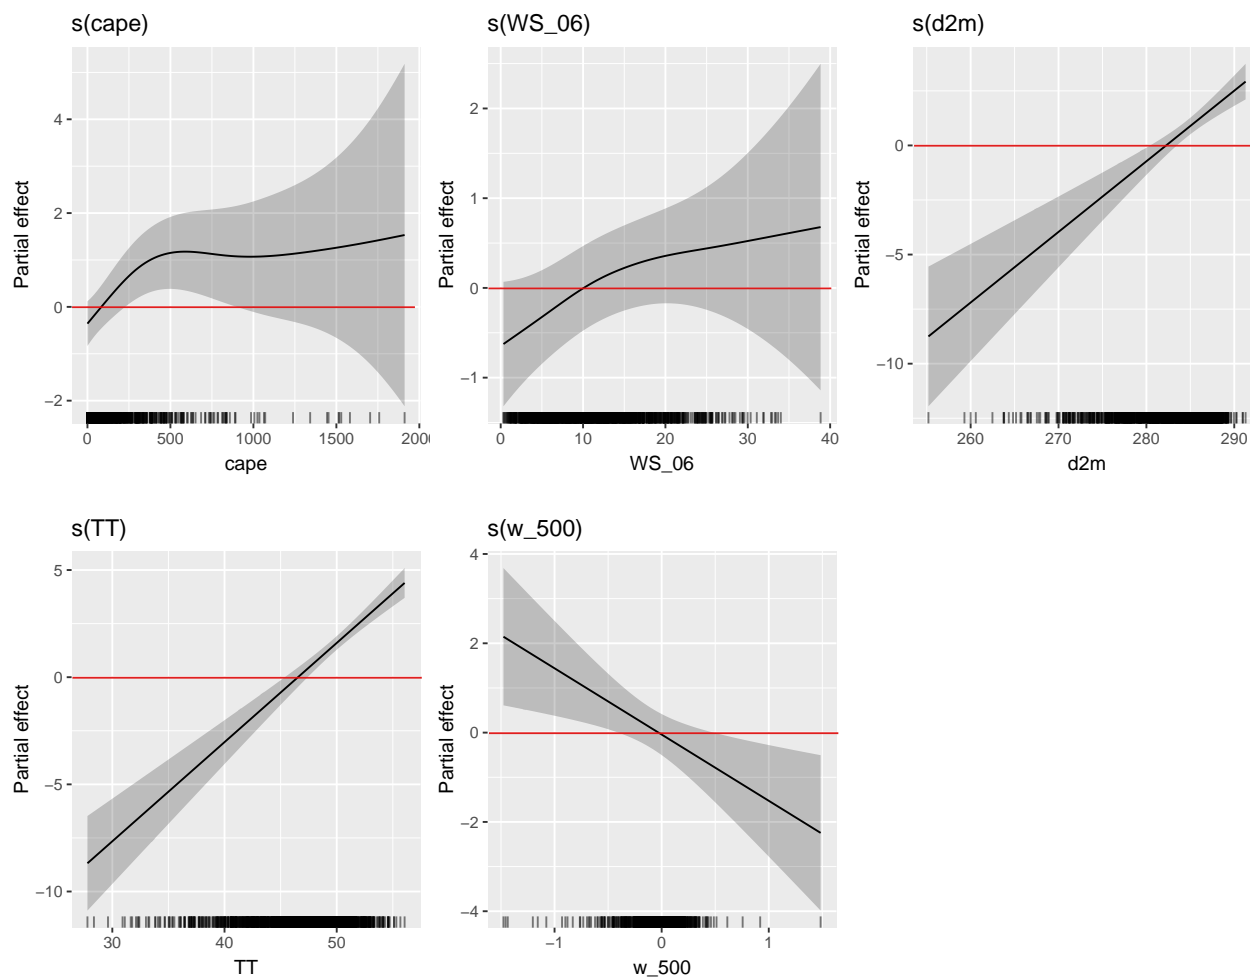 s(cape)
Partial effect
4
2
0
−2
0
500
1000
1500
2000
cape
s(WS_06)
Partial effect
2
1
0
−1
0
10
20
30
40
WS_06
s(d2m)
Partial effect
0
−5
−10
260
270
280
290
d2m
s(TT)
Partial effect
5
0
−5
−10
30
40
50
TT
s(w_500)
Partial effect
4
2
0
−2
−4
−1
0
1
w_500